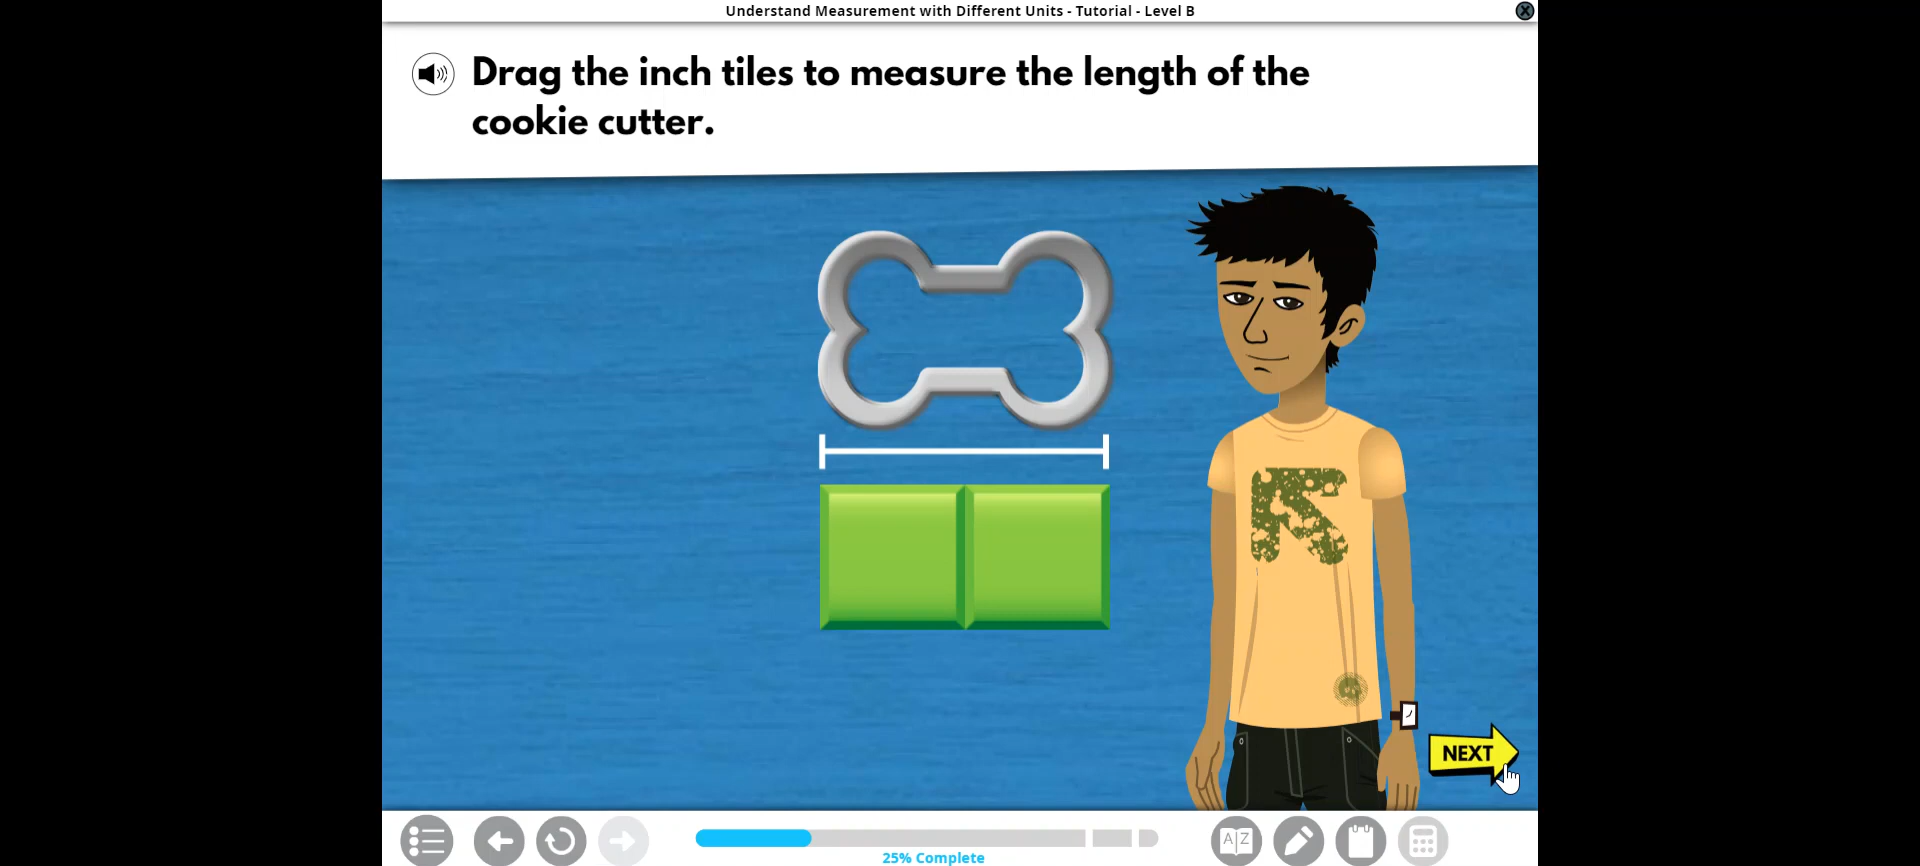 Understand Measurement with Different Units - Tutorial - Level B
Drag the inch tiles to measure the length of the
cookie cutter.
NEXT
25% Complete
A|Z